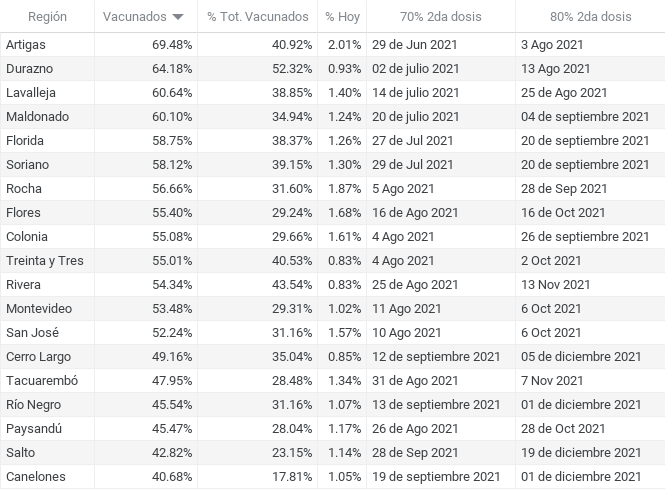 Región Vacunados % Tot. Vacunados % Hoy 70% 2da dosis 80% 2da dosis
Artigas 69.48% 40.92% 2.01% 29 de Jun 2021 3 Ago 2021
Durazno 64.18% 52.32% 0.93% 02 de julio 2021 13 Ago 2021
Lavalleja 60.64% 38.85% 1.40% 14 de julio 2021 25 de Ago 2021
Maldonado 60.10% 34.94% 1.24% 20 de julio 2021 04 de septiembre 2021
Florida 58.75% 38.37% 1.26% 27 de Jul 2021 20 de septiembre 2021
Soriano 58.12% 39.15% 1.30% 29 de Jul 2021 20 de septiembre 2021
Rocha 56.66% 31.60% 1.87% 5 Ago 2021 28 de Sep 2021
Flores 55.40% 29.24% 1.68% 16 de Ago 2021 16 de Oct 2021
Colonia 55.08% 29.66% 1.61% 4 Ago 2021 26 de septiembre 2021
Treinta y Tres 55.01% 40.53% 0.83% 4 Ago 2021 2 Oct 2021
Rivera 54.34% 43.54% 0.83% 25 de Ago 2021 13 Nov 2021
Montevideo 53.48% 29.31% 1.02% 11 Ago 2021 6 Oct 2021
San José 52.24% 31.16% 1.57% 10 Ago 2021 6 Oct 2021
Cerro Largo 49.16% 35.04% 0.85% 12 de septiembre 2021 05 de diciembre 2021
Tacuarembó 47.95% 28.48% 1.34% 31 de Ago 2021 7 Nov 2021
Río Negro 45.54% 31.16% 1.07% 13 de septiembre 2021 01 de diciembre 2021
Paysandú 45.47% 28.04% 1.17% 26 de Ago 2021 28 de Oct 2021
Salto 42.82% 23.15% 1.14% 28 de Sep 2021 19 de diciembre 2021
Canelones 40.68% 17.81% 1.05% 19 de septiembre 2021 01 de diciembre 2021